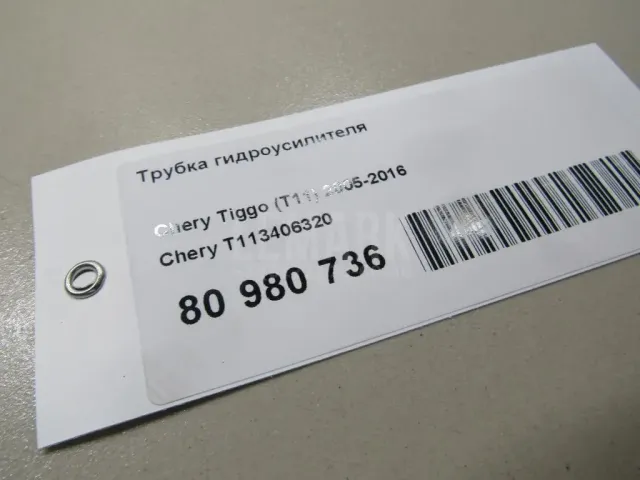 Трубка гидроусилителя
Chery Tiggo (T11) 2005-2016
Chery T113406320
80 980 736